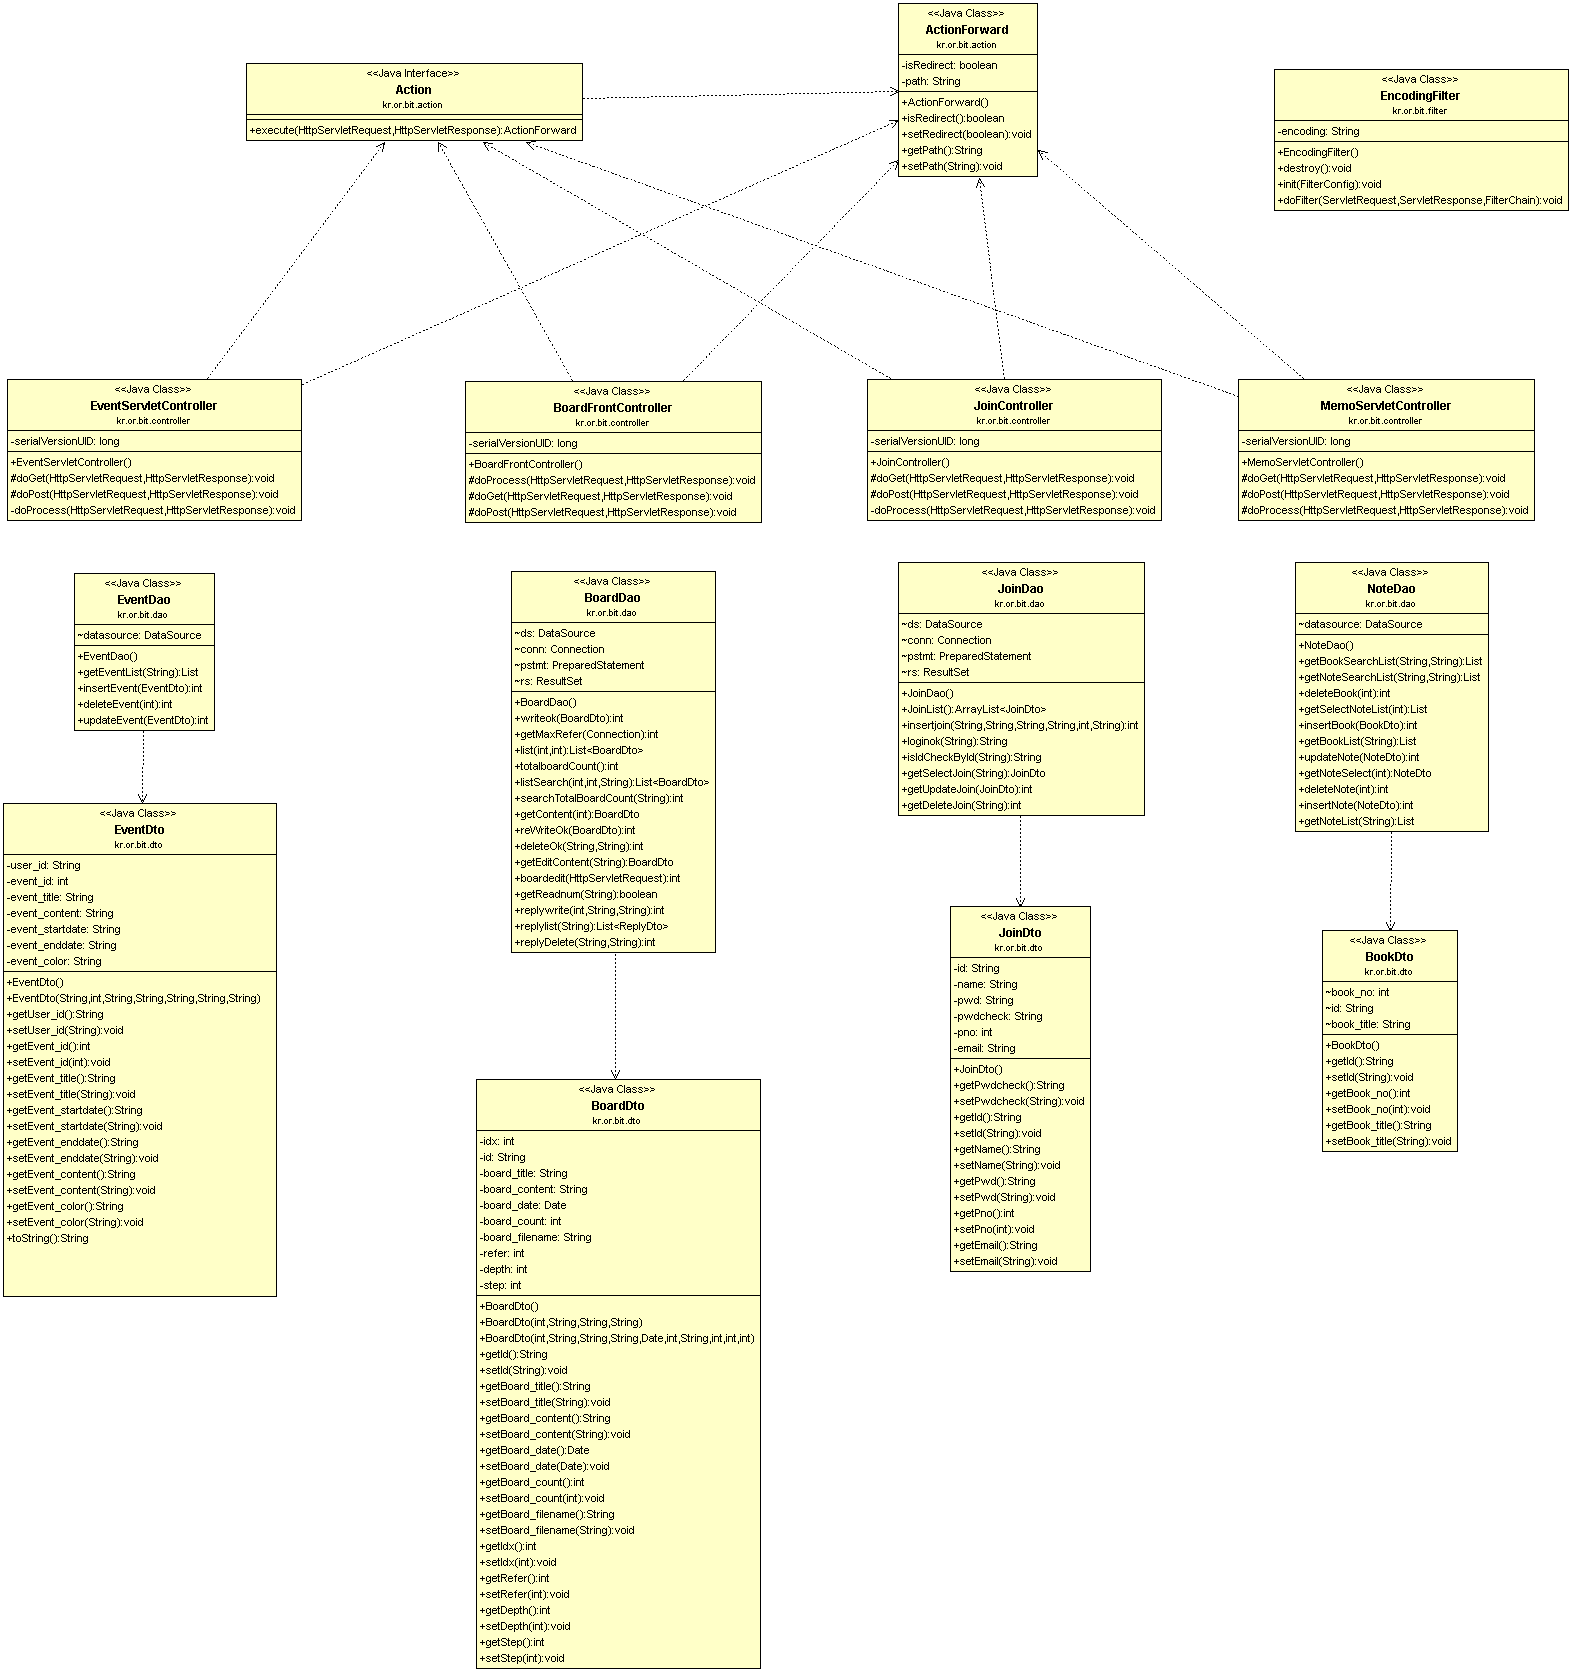 <<Java Class>>
ActionForward
kr.or.bit.action
-isRedirect: boolean
-path: String
+ActionForward()
+isRedirect():boolean
+setRedirect(boolean):void
+getPath():String
+setPath(String):void
<<Java Interface>>
Action
kr.or.bit.action
+execute(HttpServletRequest,HttpServletResponse):ActionForward
<<Java Class>>
EncodingFilter
kr.or.bit.filter
-encoding: String
+EncodingFilter()
+destroy():void
+init(FilterConfig):void
+doFilter(ServletRequest,ServletResponse,FilterChain):void
<<Java Class>>
EventServletController
kr.or.bit.controller
-serialVersionUID: long
+EventServletController()
#doGet(HttpServletRequest,HttpServletResponse):void
#doPost(HttpServletRequest,HttpServletResponse):void
-doProcess(HttpServletRequest,HttpServletResponse):void
<<Java Class>>
BoardFrontController
kr.or.bit.controller
-serialVersionUID: long
+BoardFrontController()
#doProcess(HttpServletRequest,HttpServletResponse):void
#doGet(HttpServletRequest,HttpServletResponse):void
#doPost(HttpServletRequest,HttpServletResponse):void
<<Java Class>>
JoinController
kr.or.bit.controller
-serialVersionUID: long
+JoinController()
#doGet(HttpServletRequest,HttpServletResponse):void
#doPost(HttpServletRequest,HttpServletResponse):void
-doProcess(HttpServletRequest,HttpServletResponse):void
<<Java Class>>
MemoServletController
kr.or.bit.controller
-serialVersionUID: long
+MemoServletController()
#doGet(HttpServletRequest,HttpServletResponse):void
#doPost(HttpServletRequest,HttpServletResponse):void
#doProcess(HttpServletRequest,HttpServletResponse):void
<<Java Class>>
EventDao
kr.or.bit.dao
~datasource: DataSource
+EventDao()
+getEventList(String):List
+insertEvent(EventDto):int
+deleteEvent(int):int
+updateEvent(EventDto):int
<<Java Class>>
BoardDao
kr.or.bit.dao
~ds: DataSource
~conn: Connection
~pstmt: PreparedStatement
~rs: ResultSet
+BoardDao()
+writeok(BoardDto):int
+getMaxRefer(Connection):int
+list(int,int):List<BoardDto>
+totalboardCount():int
+listSearch(int,int,String):List<BoardDto>
+searchTotalBoardCount(String):int
+getContent(int):BoardDto
+reWriteOk(BoardDto):int
+deleteOk(String,String):int
+getEditContent(String):BoardDto
+boardedit(HttpServletRequest):int
+getReadnum(String):boolean
+replywrite(int,String,String):int
+replylist(String):List<ReplyDto>
+replyDelete(String,String):int
<<Java Class>>
JoinDao
kr.or.bit.dao
~ds: DataSource
~conn: Connection
~pstmt: PreparedStatement
~rs: ResultSet
+JoinDao()
+JoinList():ArrayList<JoinDto>
+insertjoin(String,String,String,String,int,String):int
+loginok(String):String
+isIdCheckById(String):String
+getSelectJoin(String):JoinDto
+getUpdateJoin(JoinDto):int
+getDeleteJoin(String):int
<<Java Class>>
NoteDao
kr.or.bit.dao
~datasource: DataSource
+NoteDao()
+getBookSearchList(String,String):List
+getNoteSearchList(String,String):List
+deleteBook(int):int
+getSelectNoteList(int):List
+insertBook(BookDto):int
+getBookList(String):List
+updateNote(NoteDto):int
+getNoteSelect(int):NoteDto
+deleteNote(int):int
+insertNote(NoteDto):int
+getNoteList(String):List
<<Java Class>>
EventDto
kr.or.bit.dto
-user_id: String
-event_id: int
-event_title: String
-event_content: String
-event_startdate: String
-event_enddate: String
-event_color: String
+EventDto()
+EventDto(String,int,String,String,String,String,String)
+getUser_id():String
+setUser_id(String):void
+getEvent_id():int
+setEvent_id(int):void
+getEvent_title():String
+setEvent_title(String):void
+getEvent_startdate():String
+setEvent_startdate(String):void
+getEvent_enddate():String
+setEvent_enddate(String):void
+getEvent_content():String
+setEvent_content(String):void
+getEvent_color():String
+setEvent_color(String):void
+toString():String
<<Java Class>>
BoardDto
kr.or.bit.dto
-idx: int
-id: String
-board_title: String
-board_content: String
-board_date: Date
-board_count: int
-board_filename: String
-refer: int
-depth: int
-step: int
+BoardDto()
+BoardDto(int,String,String,String)
+BoardDto(int,String,String,String,Date,int,String,int,int,int)
+getId():String
+setId(String):void
+getBoard_title():String
+setBoard_title(String):void
+getBoard_content():String
+setBoard_content(String):void
+getBoard_date():Date
+setBoard_date(Date):void
+getBoard_count():int
+setBoard_count(int):void
+getBoard_filename():String
+setBoard_filename(String):void
+getIdx():int
+setIdx(int):void
+getRefer():int
+setRefer(int):void
+getDepth():int
+setDepth(int):void
+getStep():int
+setStep(int):void
<<Java Class>>
JoinDto
kr.or.bit.dto
-id: String
-name: String
-pwd: String
-pwdcheck: String
-pno: int
-email: String
+JoinDto()
+getPwdcheck():String
+setPwdcheck(String):void
+getId():String
+setId(String):void
+getName():String
+setName(String):void
+getPwd():String
+setPwd(String):void
+getPno():int
+setPno(int):void
+getEmail():String
+setEmail(String):void
<<Java Class>>
BookDto
kr.or.bit.dto
~book_no: int
~id: String
~book_title: String
+BookDto()
+getId():String
+setId(String):void
+getBook_no():int
+setBook_no(int):void
+getBook_title():String
+setBook_title(String):void